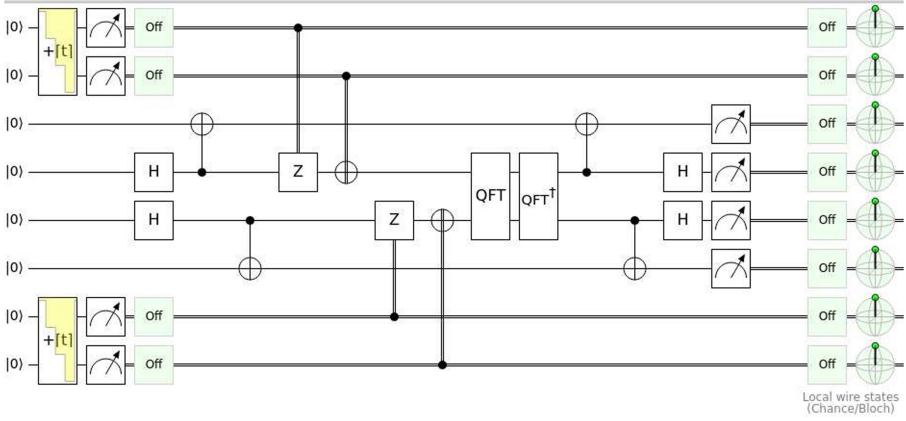 |0⟩ Off Off
+[t]
|0⟩ Off Off
|0⟩ Off
|0⟩ H Z H Off
QFT QFT†
|0⟩ H Z H Off
|0⟩ Off
|0⟩ Off Off
+[t]
|0⟩ Off Off
Local wire states
(Chance/Bloch)